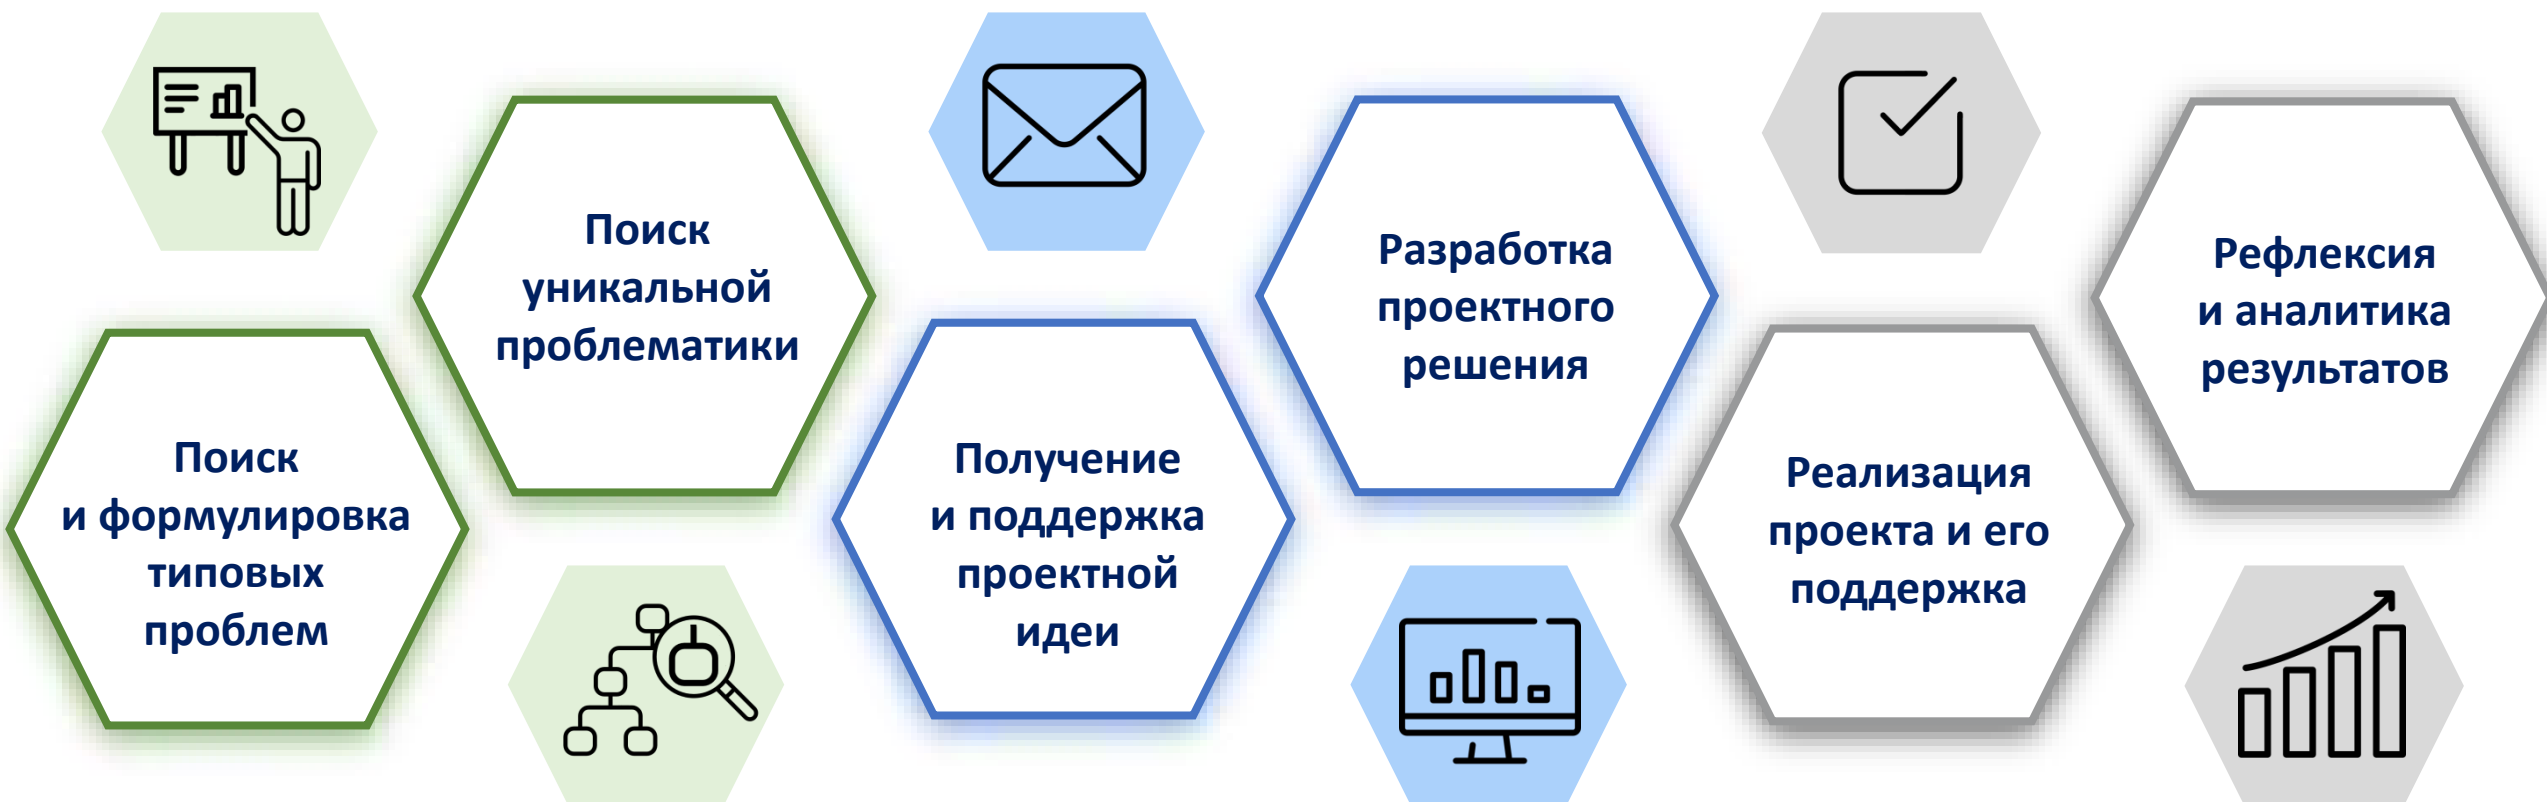 Поиск
и формулировка
типовых
проблем
Поиск
уникальной
проблематики
Получение
и поддержка
проектной
идеи
Разработка
проектного
решения
Реализация
проекта и его
поддержка
Рефлексия
и аналитика
результатов